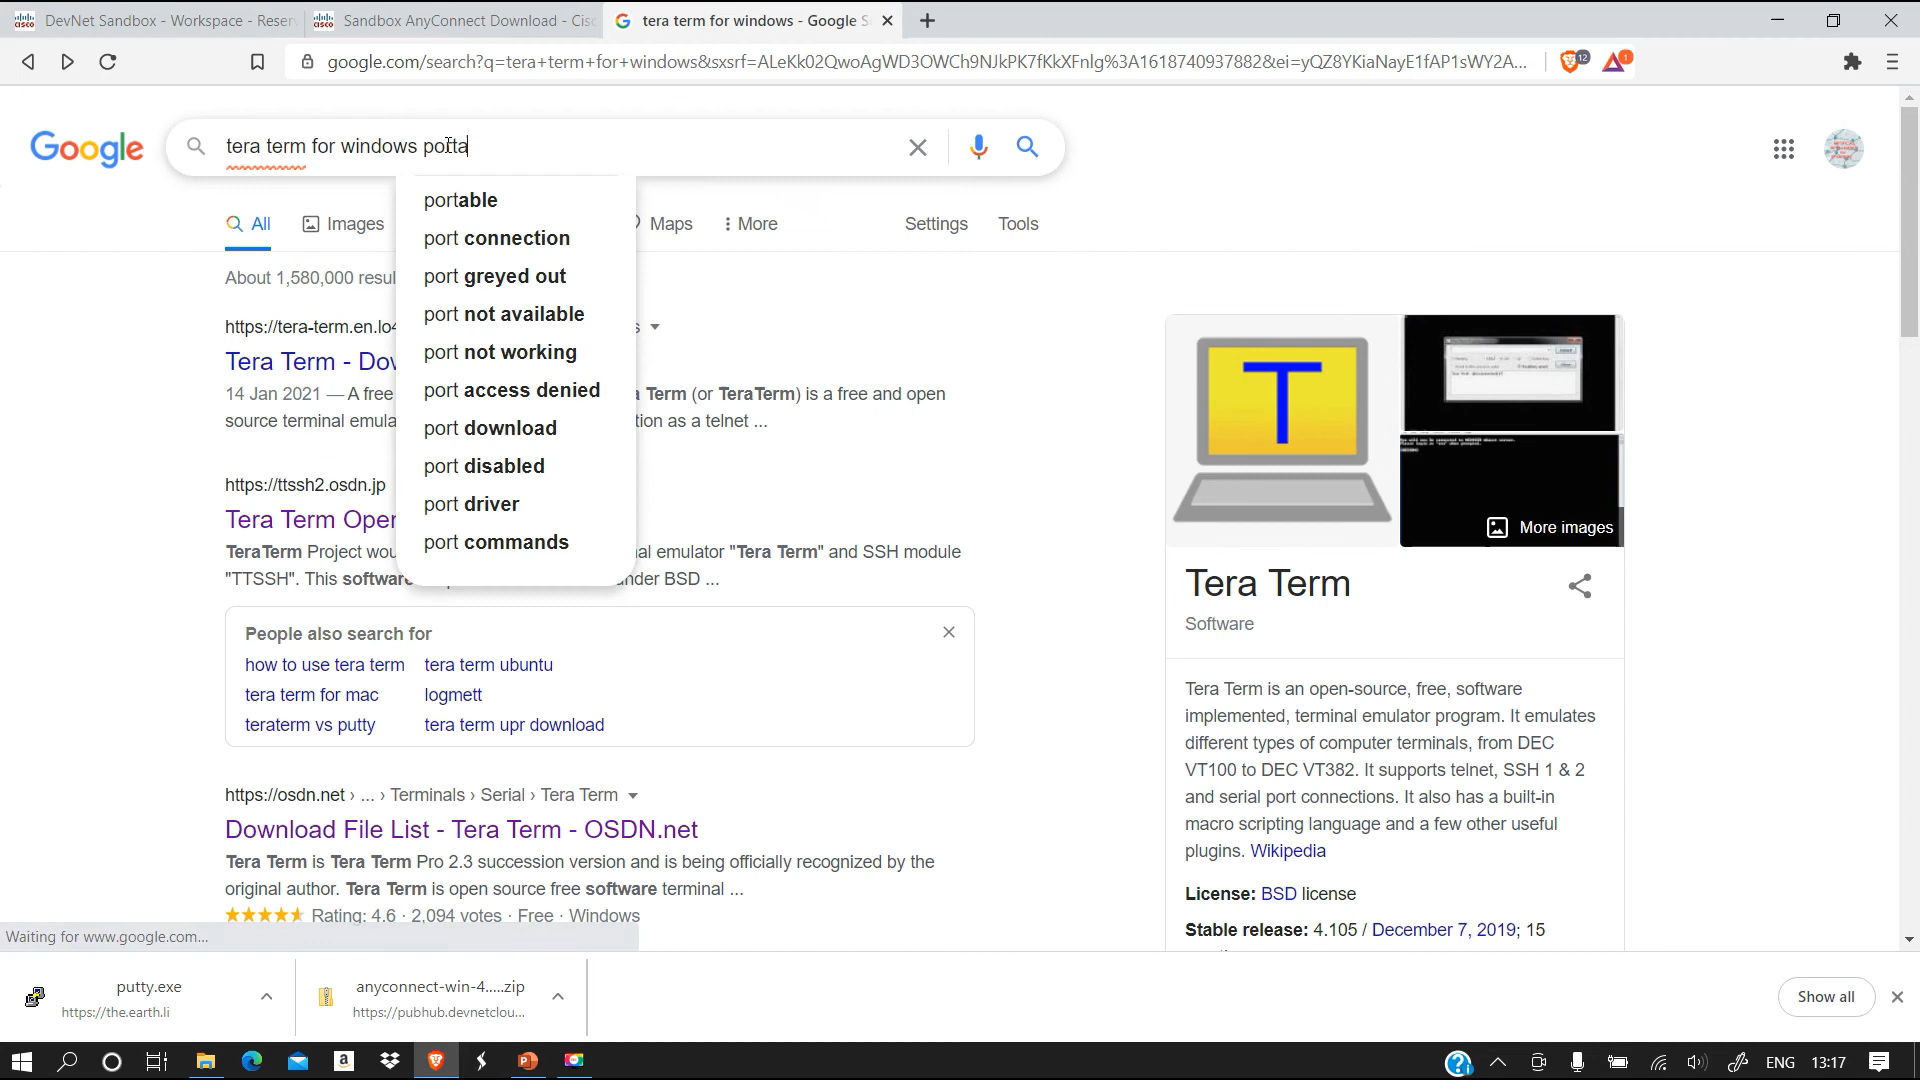 DevNet Sandbox - Workspace - Reser
Sandbox AnyConnect Download - Cisc
tera term for windows - Google S
google.com/search?q=tera+term+for+windows&sxsrf=ALeKk02QwoAgWD3OWCh9NJkPK7fKkXFnlg%3A1618740937882&ei=yQZ8YKiaNayE1fAP1sWY2A...
12
1
Google
tera term for windows porta
portable
port connection
port greyed out
port not available
port not working
port access denied
port download
port disabled
port driver
port commands
All
Images
Maps
More
Settings
Tools
About 1,580,000 resul
https://tera-term.en.lo4
s
Tera Term - Dov
14 Jan 2021 — A free
a Term (or TeraTerm) is a free and open
source terminal emula
tion as a telnet ...
https://ttssh2.osdn.jp
Tera Term Oper
TeraTerm Project wou
al emulator "Tera Term" and SSH module
"TTSSH". This software
under BSD ...
People also search for
how to use tera term
tera term ubuntu
tera term for mac
logmett
teraterm vs putty
tera term upr download
https://osdn.net › ... › Terminals › Serial › Tera Term
Download File List - Tera Term - OSDN.net
Tera Term is Tera Term Pro 2.3 succession version and is being officially recognized by the
original author. Tera Term is open source free software terminal ...
Rating: 4.6 · 2,094 votes · Free · Windows
More images
Tera Term
Software
Tera Term is an open-source, free, software
implemented, terminal emulator program. It emulates
different types of computer terminals, from DEC
VT100 to DEC VT382. It supports telnet, SSH 1 & 2
and serial port connections. It also has a built-in
macro scripting language and a few other useful
plugins. Wikipedia
License: BSD license
Stable release: 4.105 / December 7, 2019; 15
Waiting for www.google.com...
putty.exe
https://the.earth.li
anyconnect-win-4.....zip
https://pubhub.devnetclou...
Show all
ENG
13:17